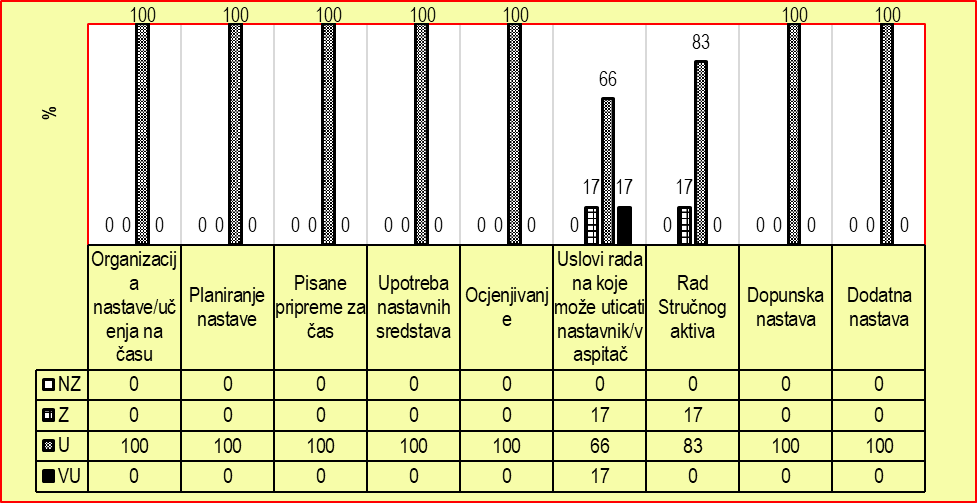 100 100 100 100 100 100 100
83
66
%
17 17 17
0 0 0 0 0 0 0 0 0 0 0 0 0 0 0 0 0 0 0 0 0 0 0 0
Organizacij
a
nastave/uč
enja na
času
Planiranje
nastave
Pisane
pripreme za
čas
Upotreba
nastavnih
sredstava
Ocjenjivanj
e
Uslovi rada
na koje
može uticati
nastavnik/v
aspitač
Rad
Stručnog
aktiva
Dopunska
nastava
Dodatna
nastava
NZ 0 0 0 0 0 0 0 0 0
Z 0 0 0 0 0 17 17 0 0
U 100 100 100 100 100 66 83 100 100
VU 0 0 0 0 0 17 0 0 0